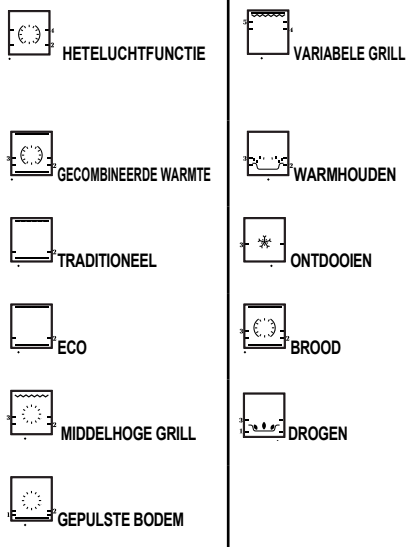 HETELUCHTFUNCTIE
GECOMBINEERDE WARMTE
TRADITIONEEL
ECO
MIDDELHOGE GRILL
GEPULSTE BODEM
VARIABELE GRILL
WARMHOUDEN
ONTDOOIEN
BROOD
DROGEN